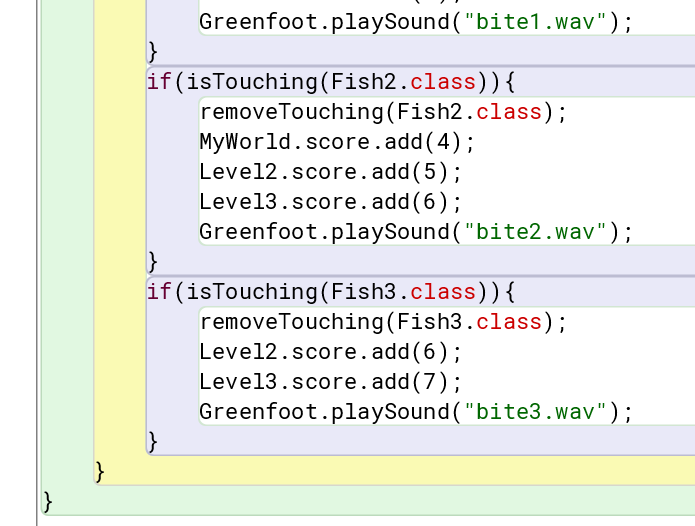 Greenfoot.playSound("bite1.wav");
}
if(isTouching(Fish2.class)){
removeTouching(Fish2.class);
MyWorld.score.add(4);
Level2.score.add(5);
Level3.score.add(6);
Greenfoot.playSound("bite2.wav");
}
if(isTouching(Fish3.class)){
removeTouching(Fish3.class);
Level2.score.add(6);
Level3.score.add(7);
Greenfoot.playSound("bite3.wav");
}
}
}